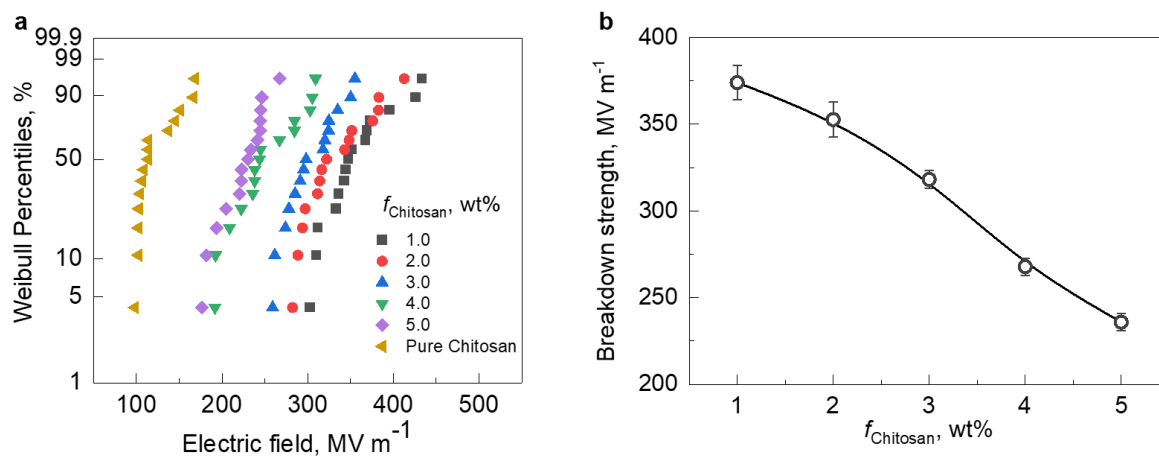 a
99.9
99
90
50
10
5
1
Weibull Percentiles, %
100 200 300 400 500
Electric field, MV m⁻¹
fChitosan, wt%
1.0
2.0
3.0
4.0
5.0
Pure Chitosan
b
400
350
300
250
200
Breakdown strength, MV m⁻¹
1 2 3 4 5
fChitosan, wt%